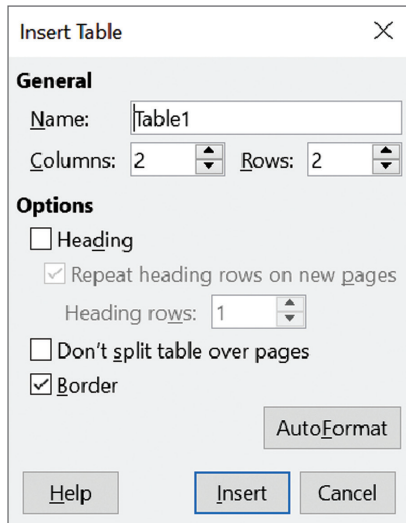 Insert Table
General
Name: Table1
Columns: 2 Rows: 2
Options
Heading
Repeat heading rows on new pages
Heading rows: 1
Don't split table over pages
Border
AutoFormat
Help Insert Cancel